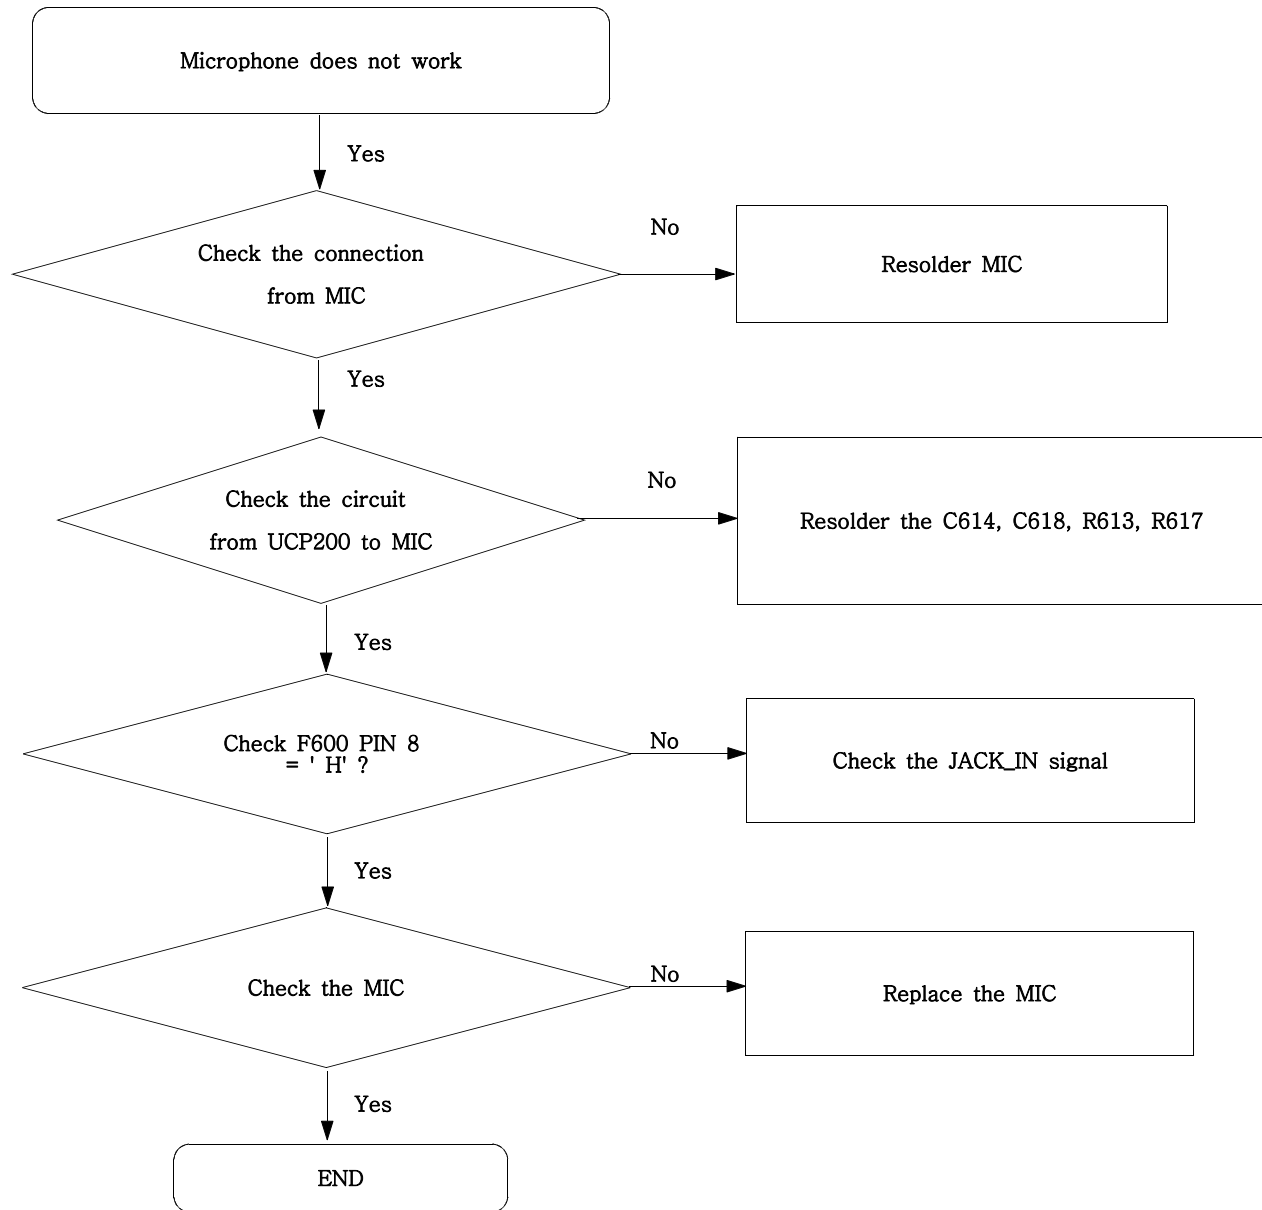 Microphone does not work
Yes
Check the connection
from MIC
No
Resolder MIC
Yes
Check the circuit
from UCP200 to MIC
No
Resolder the C614, C618, R613, R617
Yes
Check F600 PIN 8
= ' H' ?
No
Check the JACK_IN signal
Yes
Check the MIC
No
Replace the MIC
Yes
END